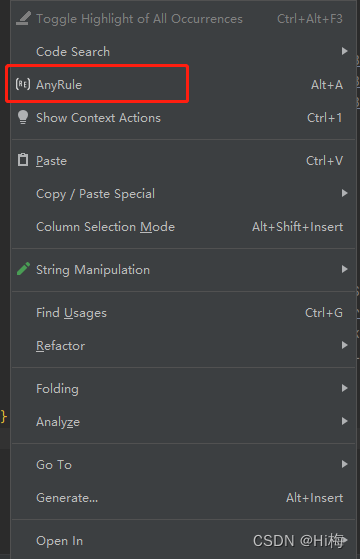 Toggle Highlight of All Occurrences Ctrl+Alt+F3
Code Search
AnyRule Alt+A
Show Context Actions Ctrl+1
Paste Ctrl+V
Copy / Paste Special
Column Selection Mode Alt+Shift+Insert
String Manipulation
Find Usages Ctrl+G
Refactor
Folding
}
Analyze
Go To
Generate... Alt+Insert
Open In
CSDN @Hi梅